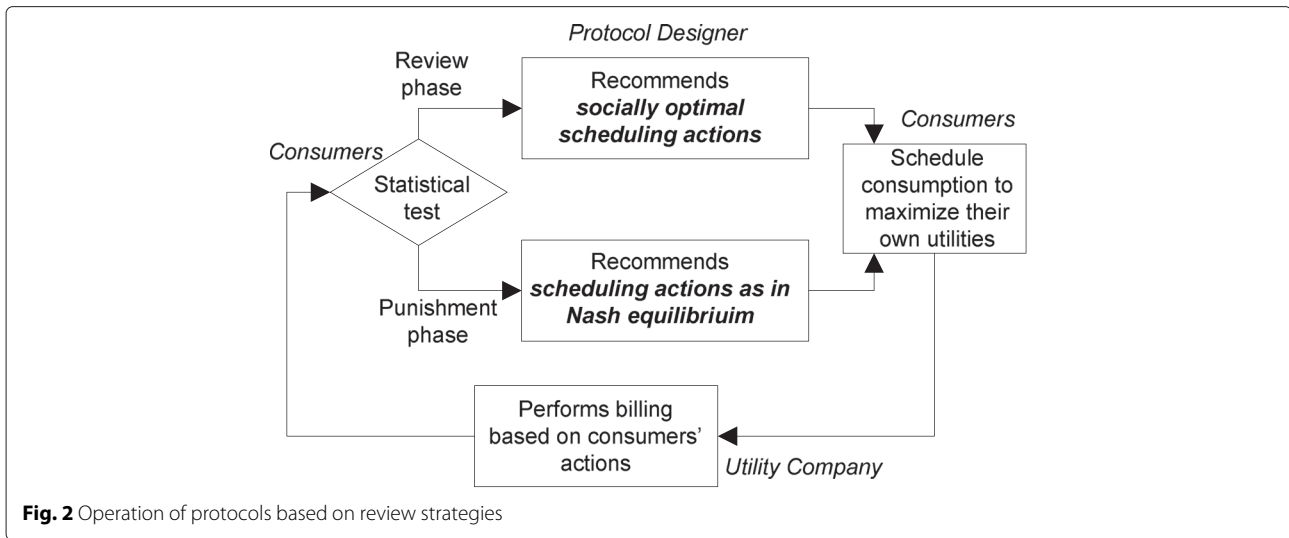 Protocol Designer
Review
phase
Recommends
socially optimal
scheduling actions
Consumers
Consumers
Statistical
test
Schedule
consumption to
maximize their
own utilities
Recommends
scheduling actions as in
Nash equilibriuim
Punishment
phase
Performs billing
based on consumers'
actions
Utility Company
Fig. 2 Operation of protocols based on review strategies